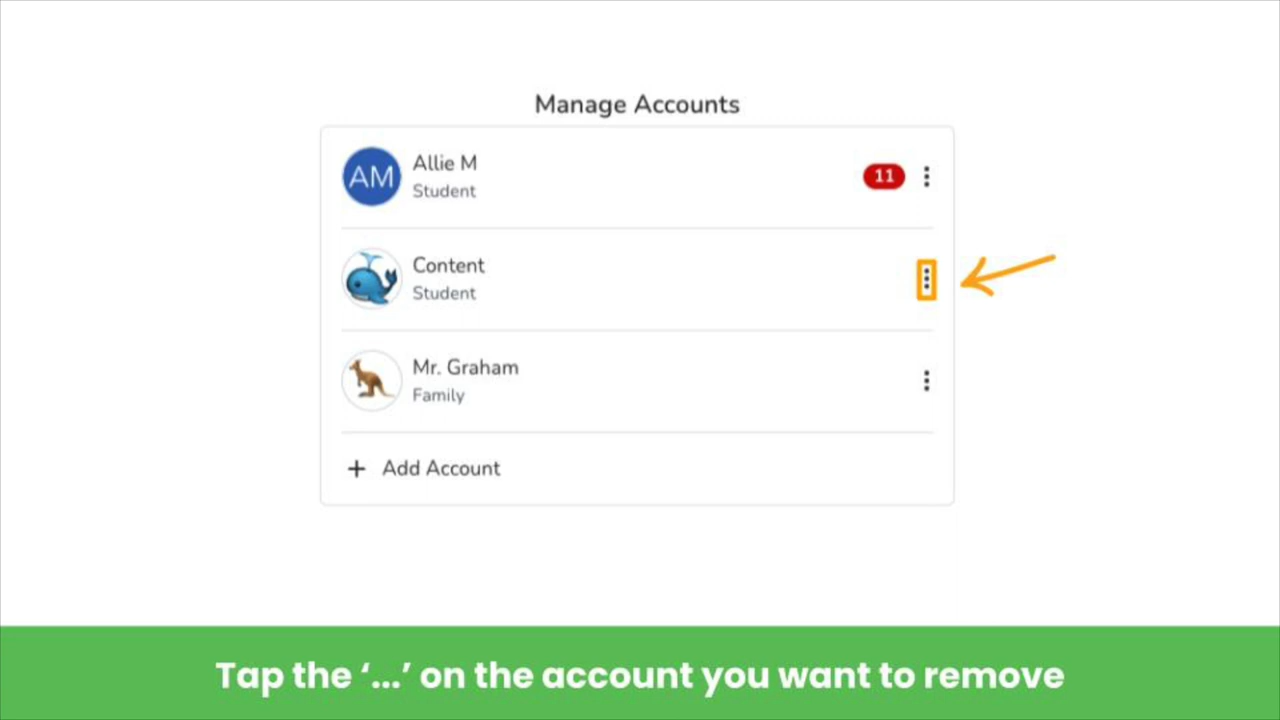 Manage Accounts
AM
Allie M
Student
11
Content
Student
Mr. Graham
Family
+ Add Account
Tap the ‘...’ on the account you want to remove